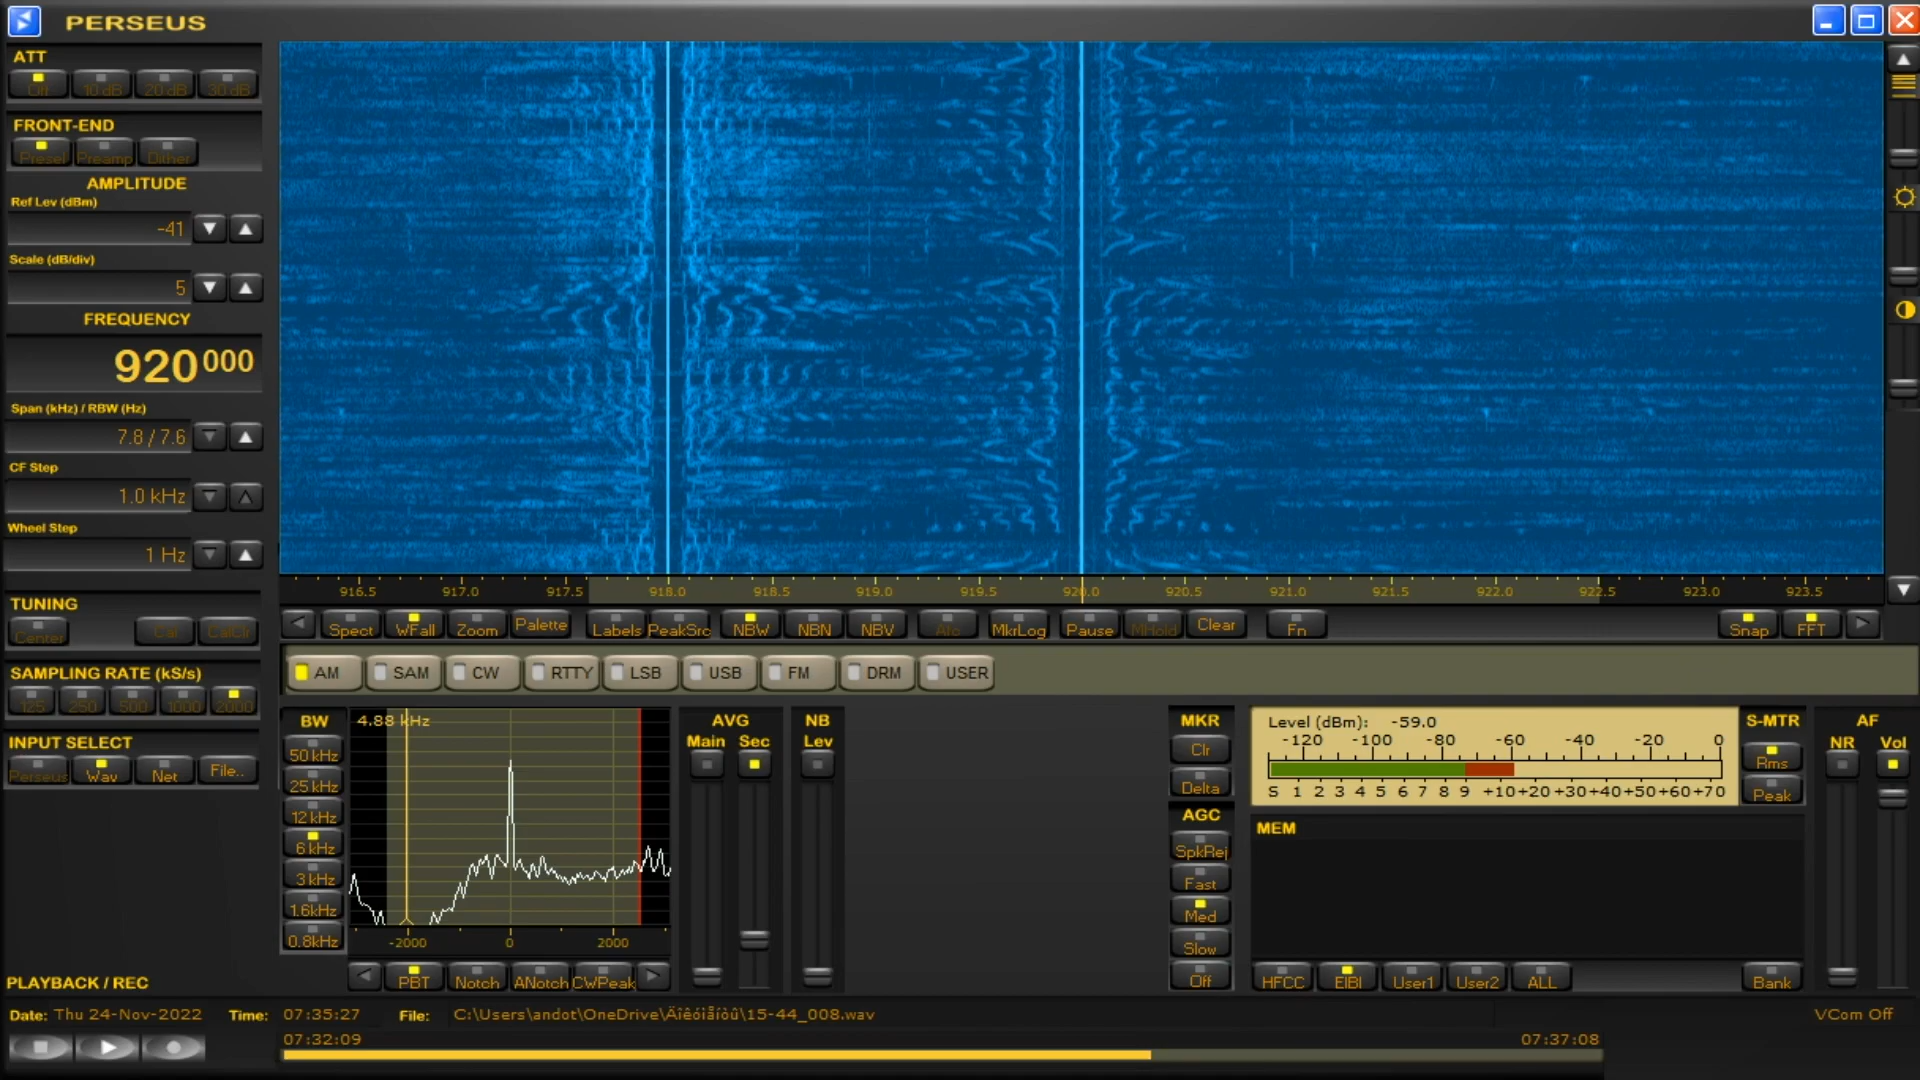 PERSEUS
ATT
Off 10 dB 20 dB 30 dB
FRONT-END
Presel Preamp Dither
AMPLITUDE
Ref Lev (dBm)
-41
Scale (dB/div)
5
FREQUENCY
920 000
Span (kHz) / RBW (Hz)
7.8 / 7.6
CF Step
1.0 kHz
Wheel Step
1 Hz
TUNING
Center Cal CalClr
SAMPLING RATE (kS/s)
125 250 500 1000 2000
INPUT SELECT
Perseus Wav Net File..
916.5 917.0 917.5 918.0 918.5 919.0 919.5 920.0 920.5 921.0 921.5 922.0 922.5 923.0 923.5
Spect WFall Zoom Palette Labels PeakSrc NBW NBN NBV Afc MkrLog Pause MHold Clear Fn Snap FFT
AM SAM CW RTTY LSB USB FM DRM USER
BW
50 kHz
25 kHz
12 kHz
6 kHz
3 kHz
1.6kHz
0.8kHz
4.88 kHz
-2000 0 2000
PBT Notch ANotch CWPeak
AVG
Main Sec
NB
Lev
MKR
Clr
Delta
AGC
SpkRej
Fast
Med
Slow
Off
Level (dBm): -59.0
-120 -100 -80 -60 -40 -20 0
S 1 2 3 4 5 6 7 8 9 +10 +20 +30 +40 +50 +60 +70
S-MTR
Rms
Peak
AF
NR Vol
MEM
HFCC EIBI User1 User2 ALL Bank
PLAYBACK / REC
Date: Thu 24-Nov-2022 Time: 07:35:27 File: C:\Users\andot\OneDrive\Äîêóìåíòû\15-44_008.wav
VCom Off
07:32:09 07:37:08